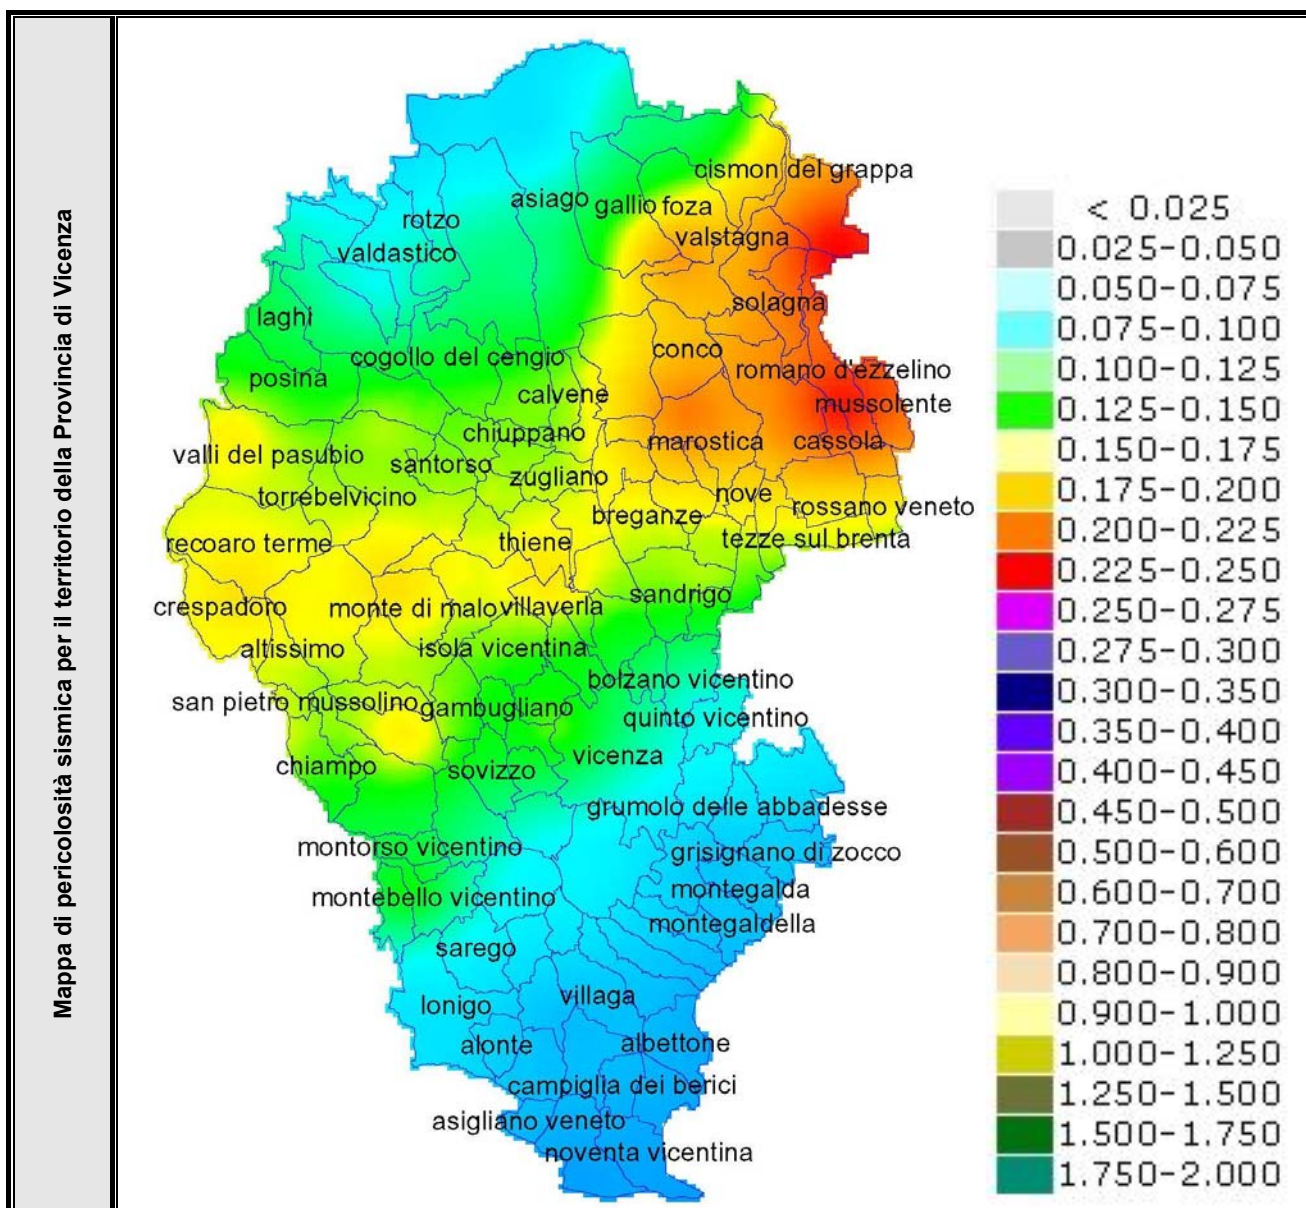 Mappa di pericolosità sismica per il territorio della Provincia di Vicenza
cismon del grappa
asiago
gallio
foza
rotzo
valstagna
valdastico
solagna
laghi
conco
cogollo del cengio
romano d'ezzelino
posina
calvene
mussolente
chiuppano
marostica
cassola
valli del pasubio
santorso
zugliano
torrebelvicino
nove
rossano veneto
breganze
recoaro terme
thiene
tezze sul brenta
sandrigo
crespadoro
monte di malo
villaverla
altissimo
isola vicentina
bolzano vicentino
san pietro mussolino
gambugliano
quinto vicentino
vicenza
chiampo
sovizzo
grumolo delle abbadesse
montorso vicentino
grisignano di zocco
montebello vicentino
montegalda
montegaldella
sarego
lonigo
villaga
alonte
albettone
campiglia dei berici
asigliano veneto
noventa vicentina
< 0.025
0.025-0.050
0.050-0.075
0.075-0.100
0.100-0.125
0.125-0.150
0.150-0.175
0.175-0.200
0.200-0.225
0.225-0.250
0.250-0.275
0.275-0.300
0.300-0.350
0.350-0.400
0.400-0.450
0.450-0.500
0.500-0.600
0.600-0.700
0.700-0.800
0.800-0.900
0.900-1.000
1.000-1.250
1.250-1.500
1.500-1.750
1.750-2.000